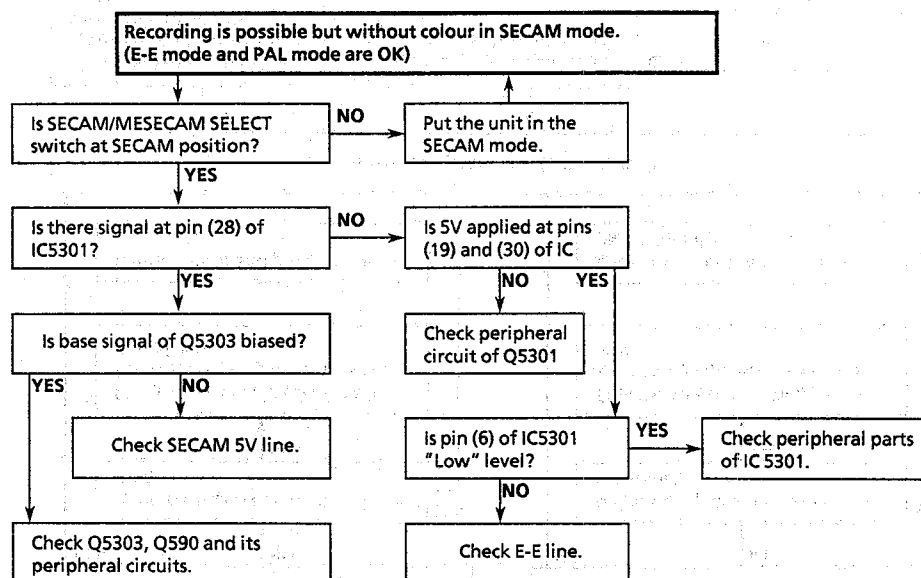 Recording is possible but without colour in SECAM mode.
(E-E mode and PAL mode are OK)
Is SECAM/MESECAM SELECT
switch at SECAM position?
NO
Put the unit in the
SECAM mode.
YES
Is there signal at pin (28) of
IC5301?
NO
Is 5V applied at pins
(19) and (30) of IC
YES
NO
YES
Is base signal of Q5303 biased?
Check peripheral
circuit of Q5301
YES
NO
Check SECAM 5V line.
Is pin (6) of IC5301
"Low" level?
YES
Check peripheral parts
of IC 5301.
NO
Check Q5303, Q590 and its
peripheral circuits.
Check E-E line.